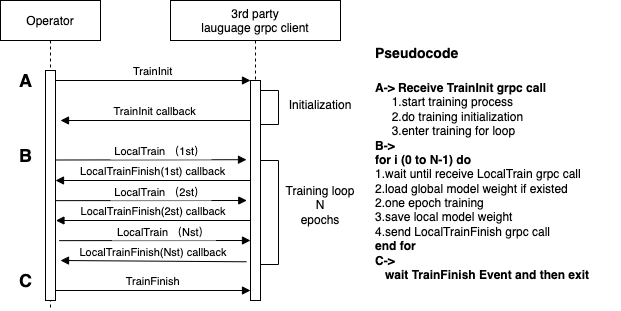 Operator
3rd party
lauguage grpc client
Pseudocode
A
TrainInit
A-> Receive TrainInit grpc call
1.start training process
2.do training initialization
3.enter training for loop
TrainInit callback
Initialization
B
LocalTrain （1st）
LocalTrainFinish(1st) callback
LocalTrain （2st）
LocalTrainFinish(2st) callback
LocalTrain （Nst）
LocalTrainFinish(Nst) callback
Training loop
N
epochs
B->
for i (0 to N-1) do
1.wait until receive LocalTrain grpc call
2.load global model weight if existed
2.one epoch training
3.save local model weight
4.send LocalTrainFinish grpc call
end for
C
TrainFinish
C->
wait TrainFinish Event and then exit